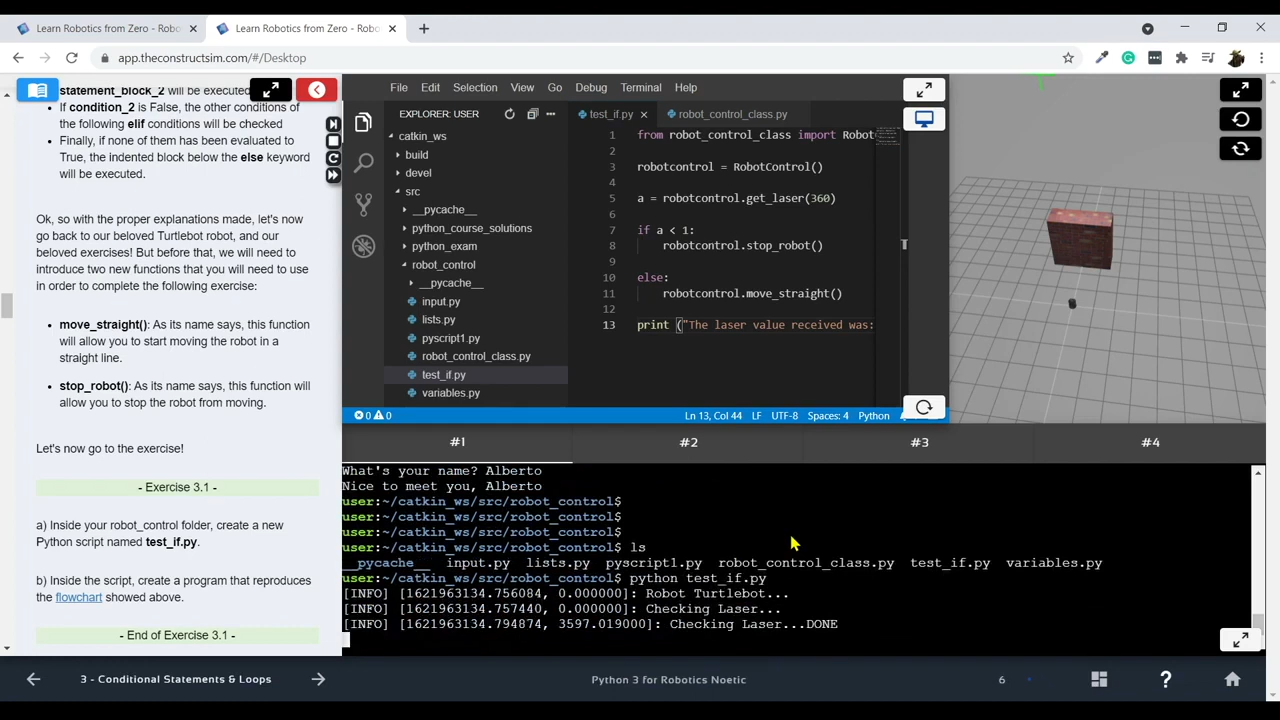 Learn Robotics from Zero - Robo
Learn Robotics from Zero - Robo
app.theconstructsim.com/#/Desktop
statement_block_2 will be executed
If condition_2 is False, the other conditions of
the following elif conditions will be checked
Finally, if none of them has been evaluated to
True, the indented block below the else keyword
will be executed.
Ok, so with the proper explanations made, let's now
go back to our beloved Turtlebot robot, and our
beloved exercises! But before that, we will need to
introduce two new functions that you will need to use
in order to complete the following exercise:
move_straight(): As its name says, this function
will allow you to start moving the robot in a
straight line.
stop_robot(): As its name says, this function will
allow you to stop the robot from moving.
Let's now go to the exercise!
- Exercise 3.1 -
a) Inside your robot_control folder, create a new
Python script named test_if.py.
b) Inside the script, create a program that reproduces
the flowchart showed above.
- End of Exercise 3.1 -
File Edit Selection View Go Debug Terminal Help
EXPLORER: USER
catkin_ws
build
devel
src
__pycache__
python_course_solutions
python_exam
robot_control
__pycache__
input.py
lists.py
pyscript1.py
robot_control_class.py
test_if.py
variables.py
test_if.py
robot_control_class.py
1 from robot_control_class import Robot
2
3 robotcontrol = RobotControl()
4
5 a = robotcontrol.get_laser(360)
6
7 if a < 1:
8 robotcontrol.stop_robot()
9
10 else:
11 robotcontrol.move_straight()
12
13 print ("The laser value received was:
0 0
Ln 13, Col 44 LF UTF-8 Spaces: 4 Python
#1 #2 #3 #4
What's your name? Alberto
Nice to meet you, Alberto
user:~/catkin_ws/src/robot_control$
user:~/catkin_ws/src/robot_control$
user:~/catkin_ws/src/robot_control$
user:~/catkin_ws/src/robot_control$ ls
__pycache__ input.py lists.py pyscript1.py robot_control_class.py test_if.py variables.py
user:~/catkin_ws/src/robot_control$ python test_if.py
[INFO] [1621963134.756084, 0.000000]: Robot Turtlebot...
[INFO] [1621963134.757440, 0.000000]: Checking Laser...
[INFO] [1621963134.794874, 3597.019000]: Checking Laser...DONE
3 - Conditional Statements & Loops
Python 3 for Robotics Noetic
6
?